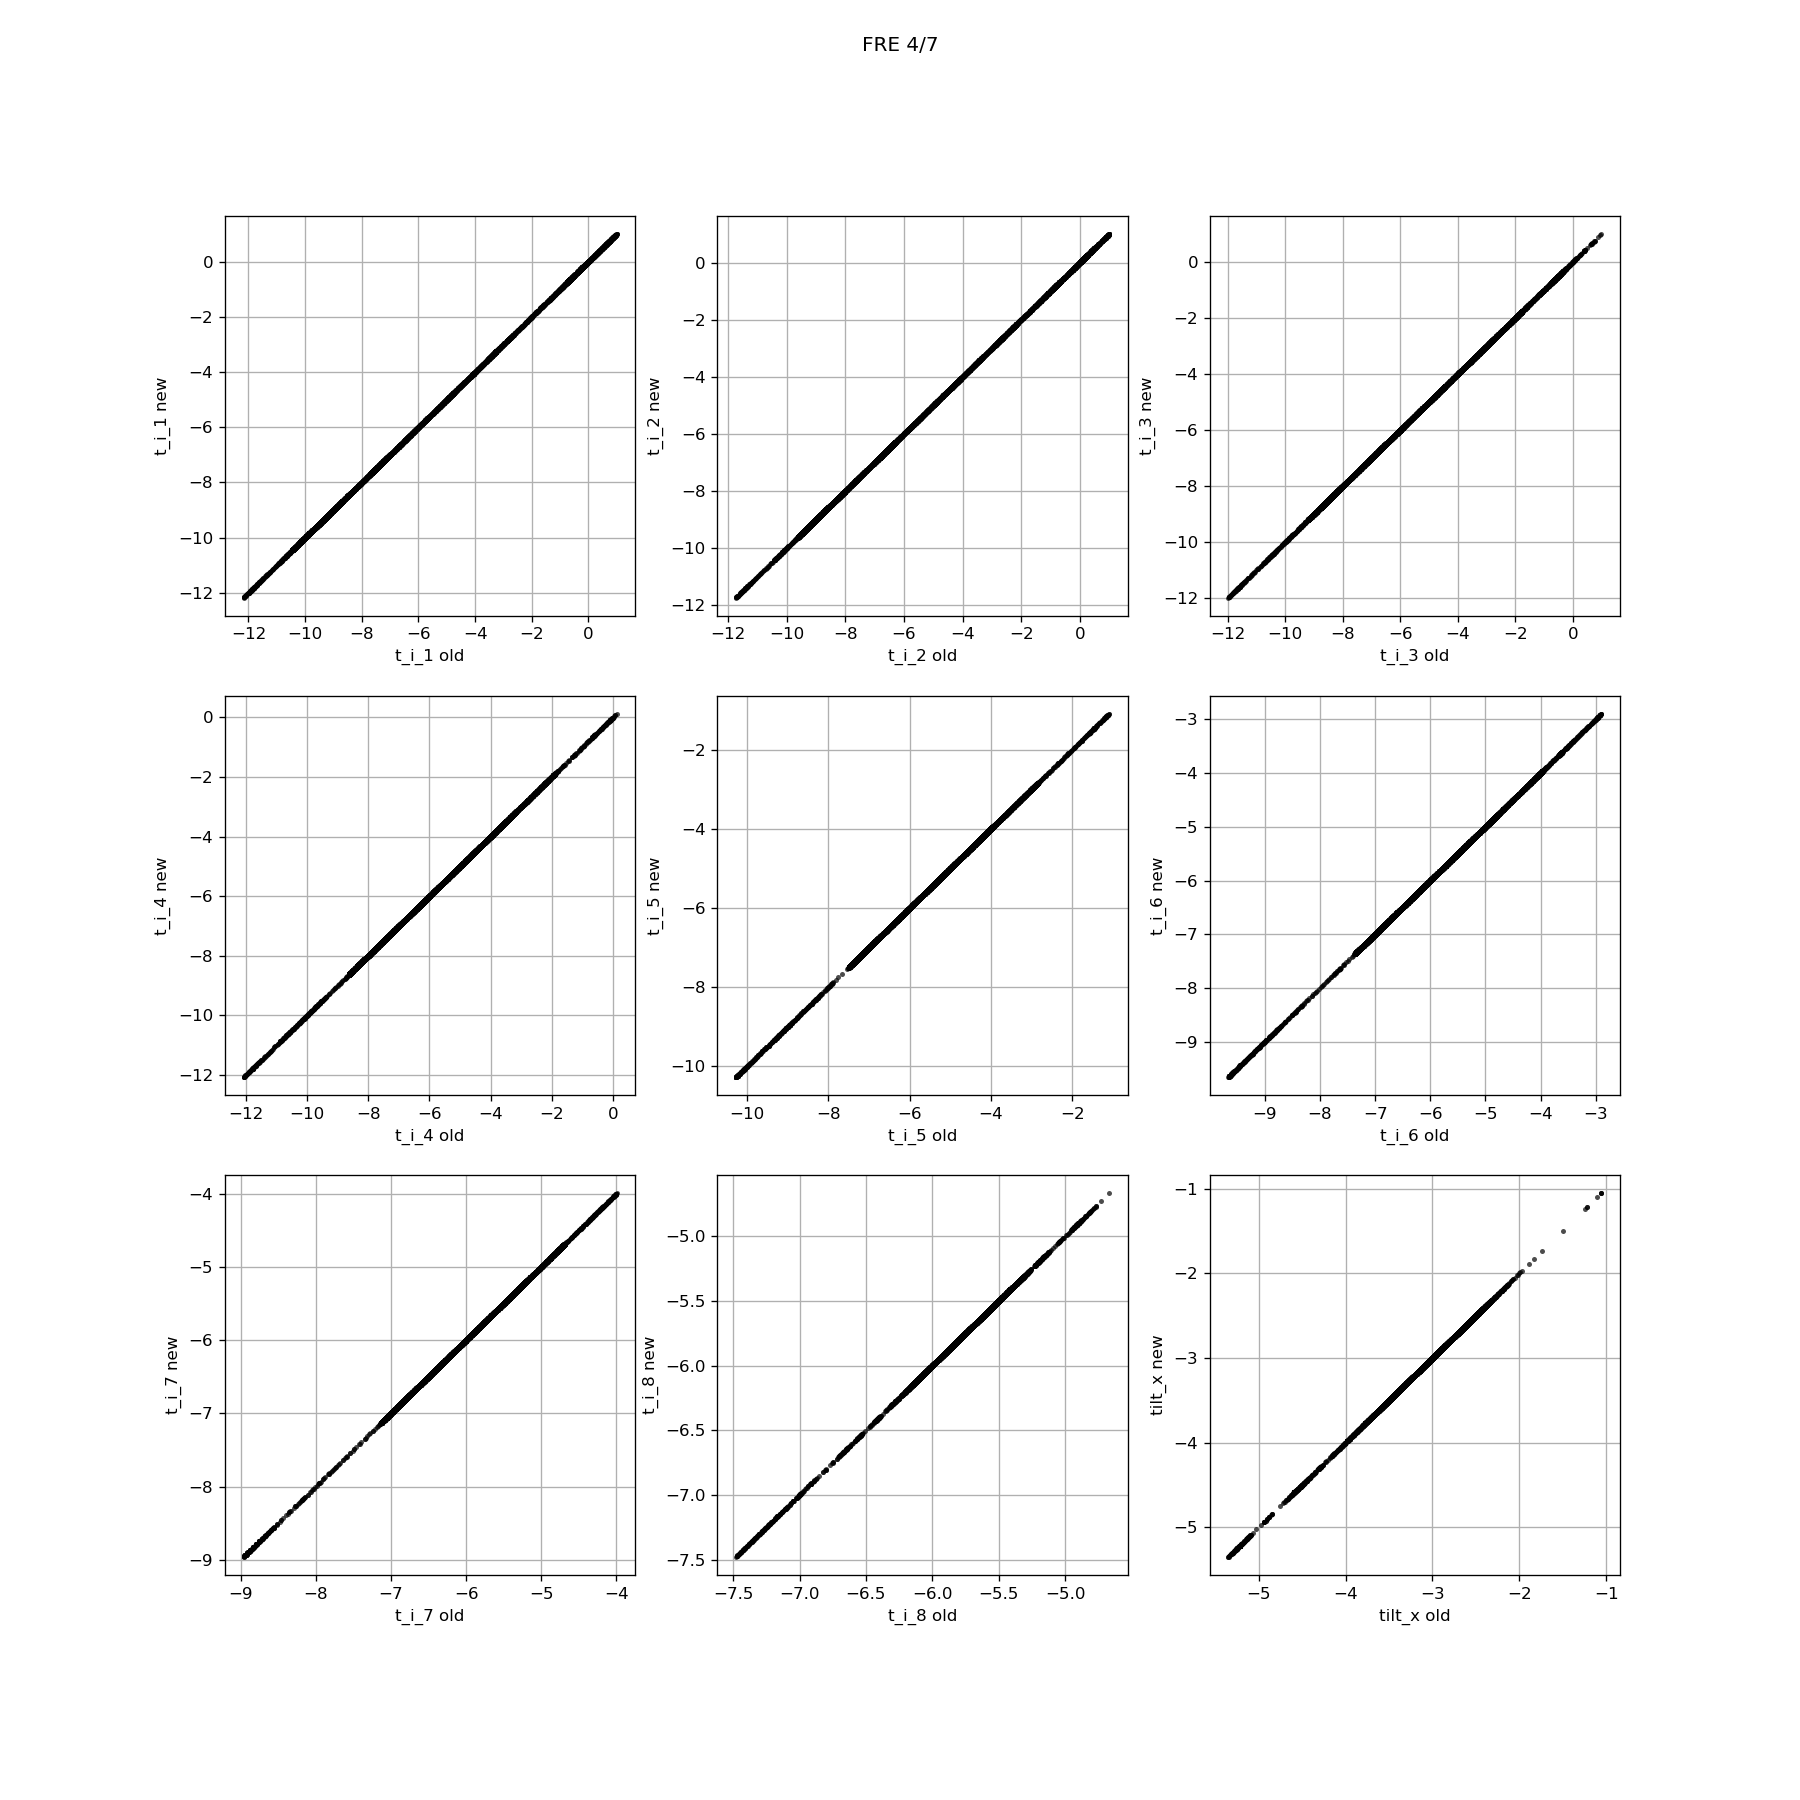 FRE 4/7
0
−2
−4
−6
−8
−10
−12
t_i_1 new
−12 −10 −8 −6 −4 −2 0
t_i_1 old
0
−2
−4
−6
−8
−10
−12
t_i_2 new
−12 −10 −8 −6 −4 −2 0
t_i_2 old
0
−2
−4
−6
−8
−10
−12
t_i_3 new
−12 −10 −8 −6 −4 −2 0
t_i_3 old
0
−2
−4
−6
−8
−10
−12
t_i_4 new
−12 −10 −8 −6 −4 −2 0
t_i_4 old
−2
−4
−6
−8
−10
t_i_5 new
−10 −8 −6 −4 −2
t_i_5 old
−3
−4
−5
−6
−7
−8
−9
t_i_6 new
−9 −8 −7 −6 −5 −4 −3
t_i_6 old
−4
−5
−6
−7
−8
−9
t_i_7 new
−9 −8 −7 −6 −5 −4
t_i_7 old
−5.0
−5.5
−6.0
−6.5
−7.0
−7.5
t_i_8 new
−7.5 −7.0 −6.5 −6.0 −5.5 −5.0
t_i_8 old
−1
−2
−3
−4
−5
tilt_x new
−5 −4 −3 −2 −1
tilt_x old